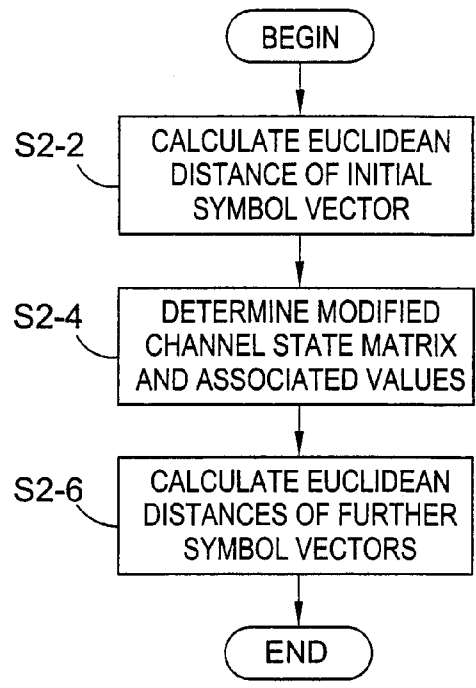 BEGIN
S2-2
CALCULATE EUCLIDEAN
DISTANCE OF INITIAL
SYMBOL VECTOR
S2-4
DETERMINE MODIFIED
CHANNEL STATE MATRIX
AND ASSOCIATED VALUES
S2-6
CALCULATE EUCLIDEAN
DISTANCES OF FURTHER
SYMBOL VECTORS
END